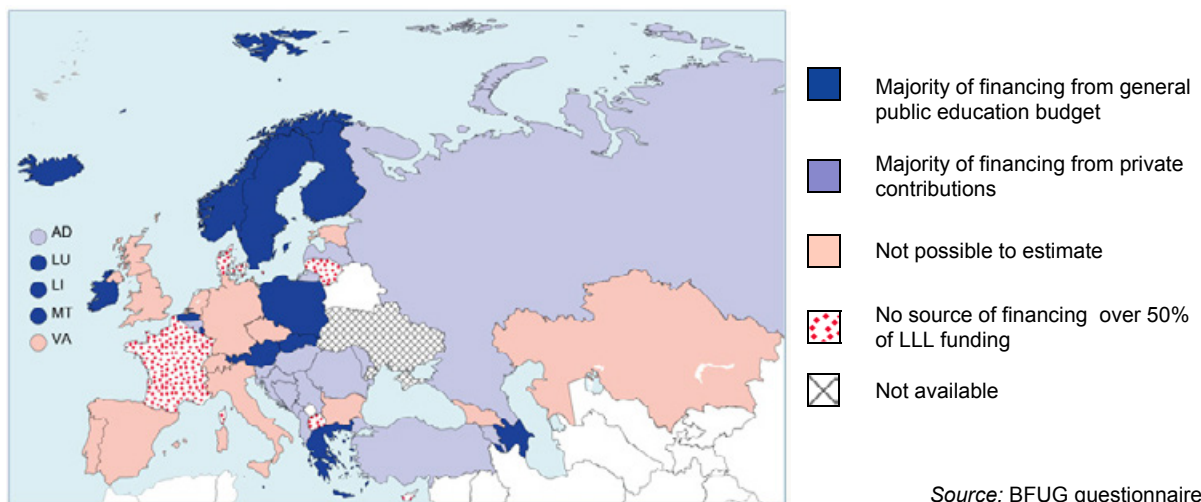 AD
LU
LI
MT
VA
Majority of financing from general
public education budget
Majority of financing from private
contributions
Not possible to estimate
No source of financing over 50%
of LLL funding
Not available
Source: BFUG questionnaire